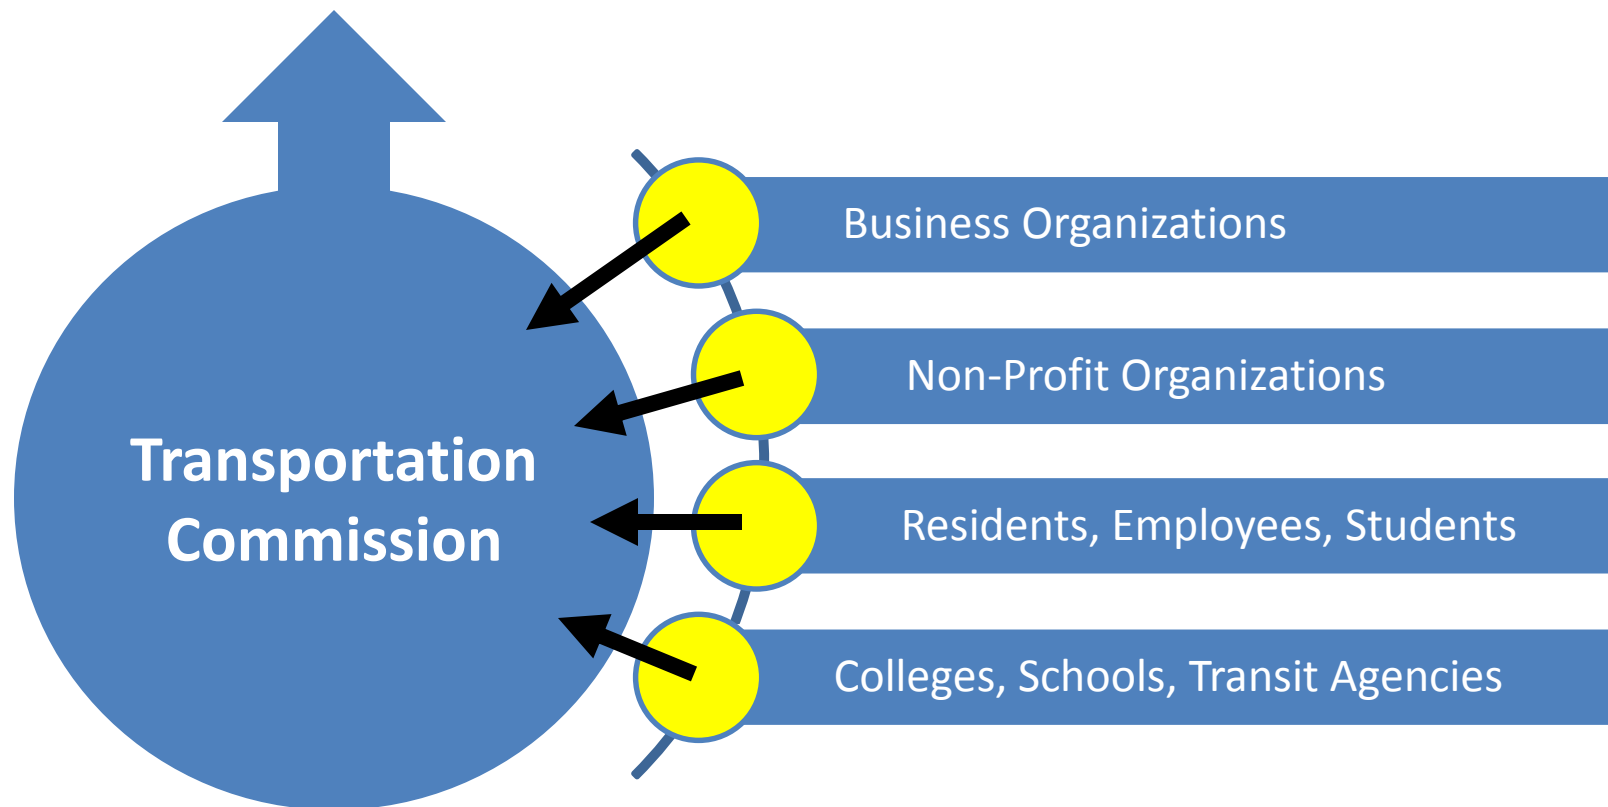 Transportation
Commission
Business Organizations
Non-Profit Organizations
Residents, Employees, Students
Colleges, Schools, Transit Agencies